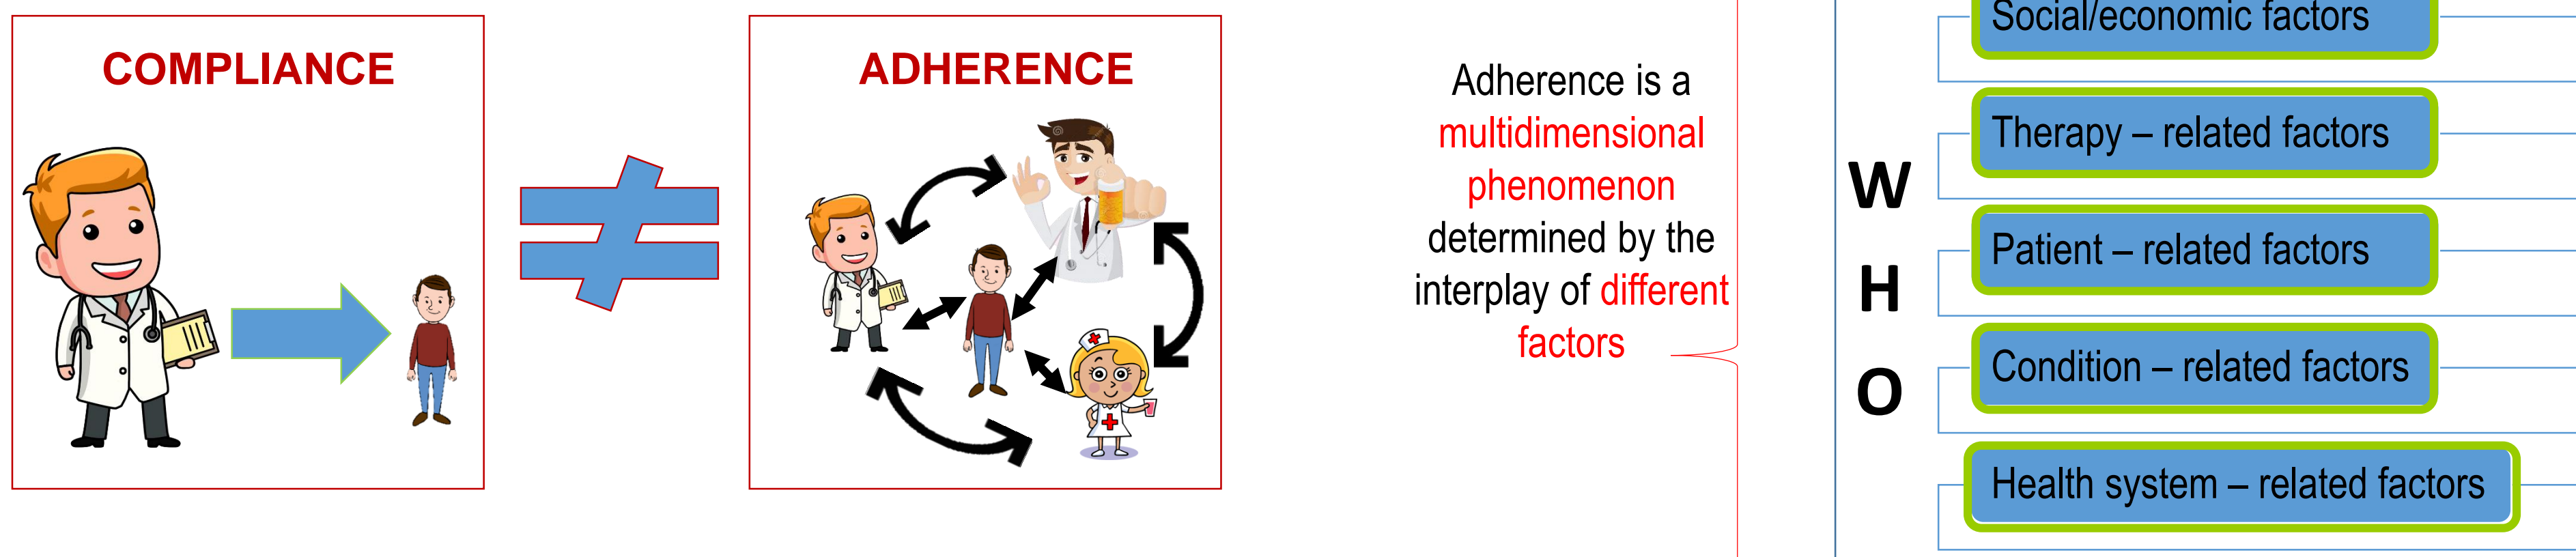 COMPLIANCE
ADHERENCE
Adherence is a
multidimensional
phenomenon
determined by the
interplay of different
factors
W
H
O
Social/economic factors
Therapy – related factors
Patient – related factors
Condition – related factors
Health system – related factors